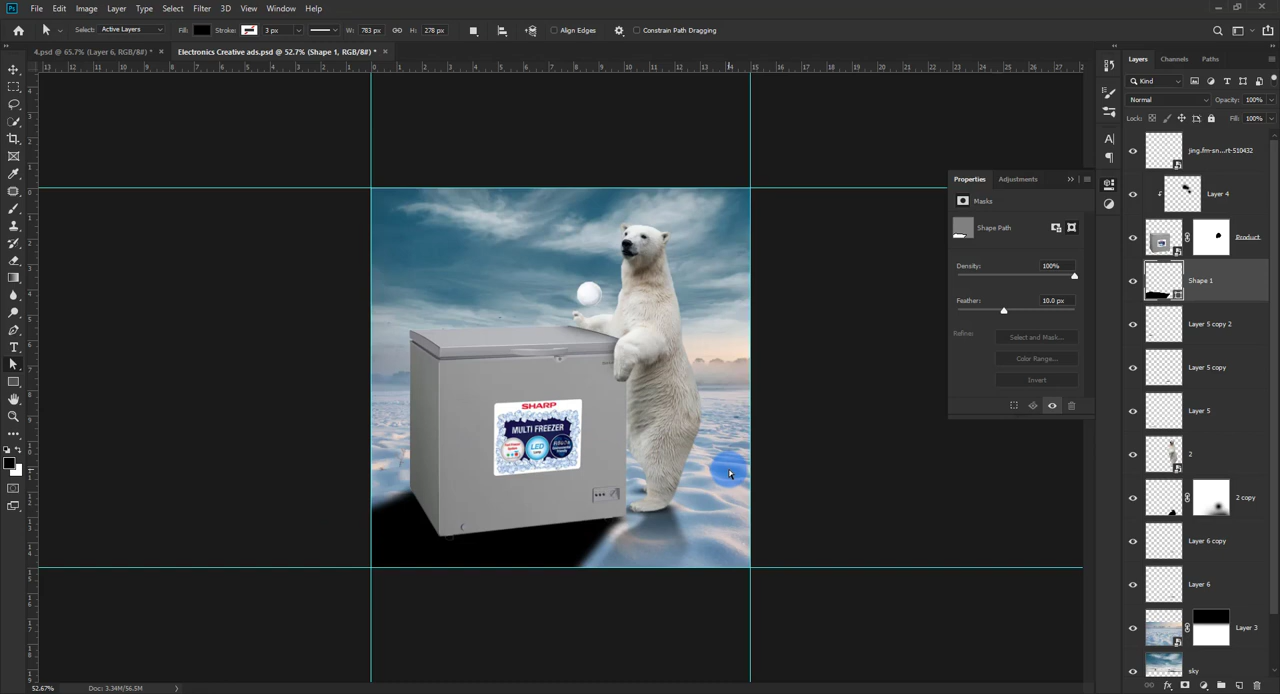 File Edit Image Layer Type Select Filter 3D View Window Help
Select: Active Layers Fill: Stroke: 3 px W: 783 px H: 278 px Align Edges Constrain Path Dragging
4.psd @ 65.7% (Layer 6, RGB/8#) * × Electronics Creative ads.psd @ 52.7% (Shape 1, RGB/8#) * ×
Layers Channels Paths
Kind
Normal Opacity: 100%
Lock: Fill: 100%
jing.fm-sn...rt-510432
Layer 4
Product
Shape 1
Layer 5 copy 2
Layer 5 copy
Layer 5
2
2 copy
Layer 6 copy
Layer 6
Layer 3
sky
Properties Adjustments
Masks
Shape Path
Density: 100%
Feather: 10.0 px
Refine: Select and Mask...
Color Range...
Invert
SHARP
MULTI FREEZER
LED
52.67% Doc: 3.34M/56.5M